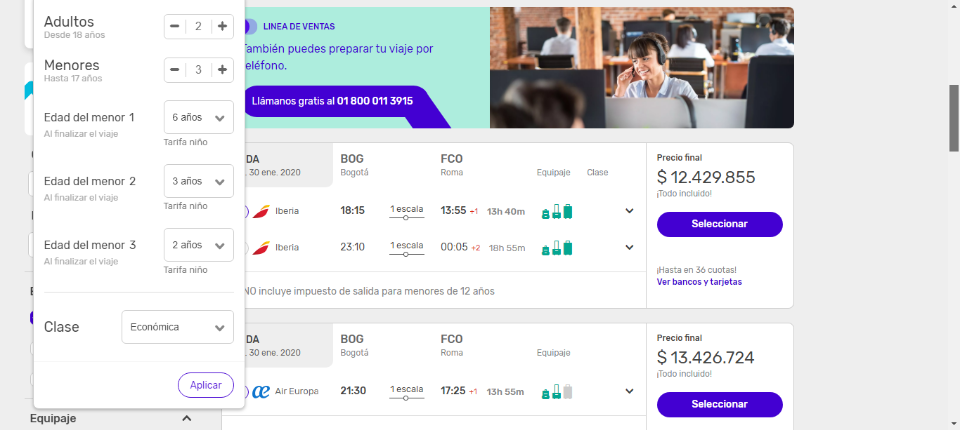 Adultos
Desde 18 años
2
Menores
Hasta 17 años
3
Edad del menor 1
Al finalizar el viaje
6 años
Tarifa niño
Edad del menor 2
Al finalizar el viaje
3 años
Tarifa niño
Edad del menor 3
Al finalizar el viaje
2 años
Tarifa niño
Clase
Económica
Aplicar
Equipaje
LINEA DE VENTAS
También puedes preparar tu viaje por
teléfono.
Llámanos gratis al 01 800 011 3915
DA
30 ene. 2020
BOG
Bogotá
FCO
Roma
Equipaje
Clase
Iberia
18:15
1 escala
13:55 +1
13h 40m
Iberia
23:10
1 escala
00:05 +2
18h 55m
NO incluye impuesto de salida para menores de 12 años
Precio final
$ 12.429.855
¡Todo incluido!
Seleccionar
¡Hasta en 36 cuotas!
Ver bancos y tarjetas
DA
30 ene. 2020
BOG
Bogotá
FCO
Roma
Equipaje
Air Europa
21:30
1 escala
17:25 +1
13h 55m
Precio final
$ 13.426.724
¡Todo incluido!
Seleccionar